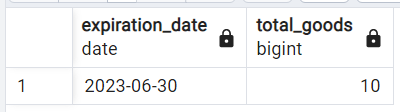 expiration_date total_goods
date bigint
1 2023-06-30 10